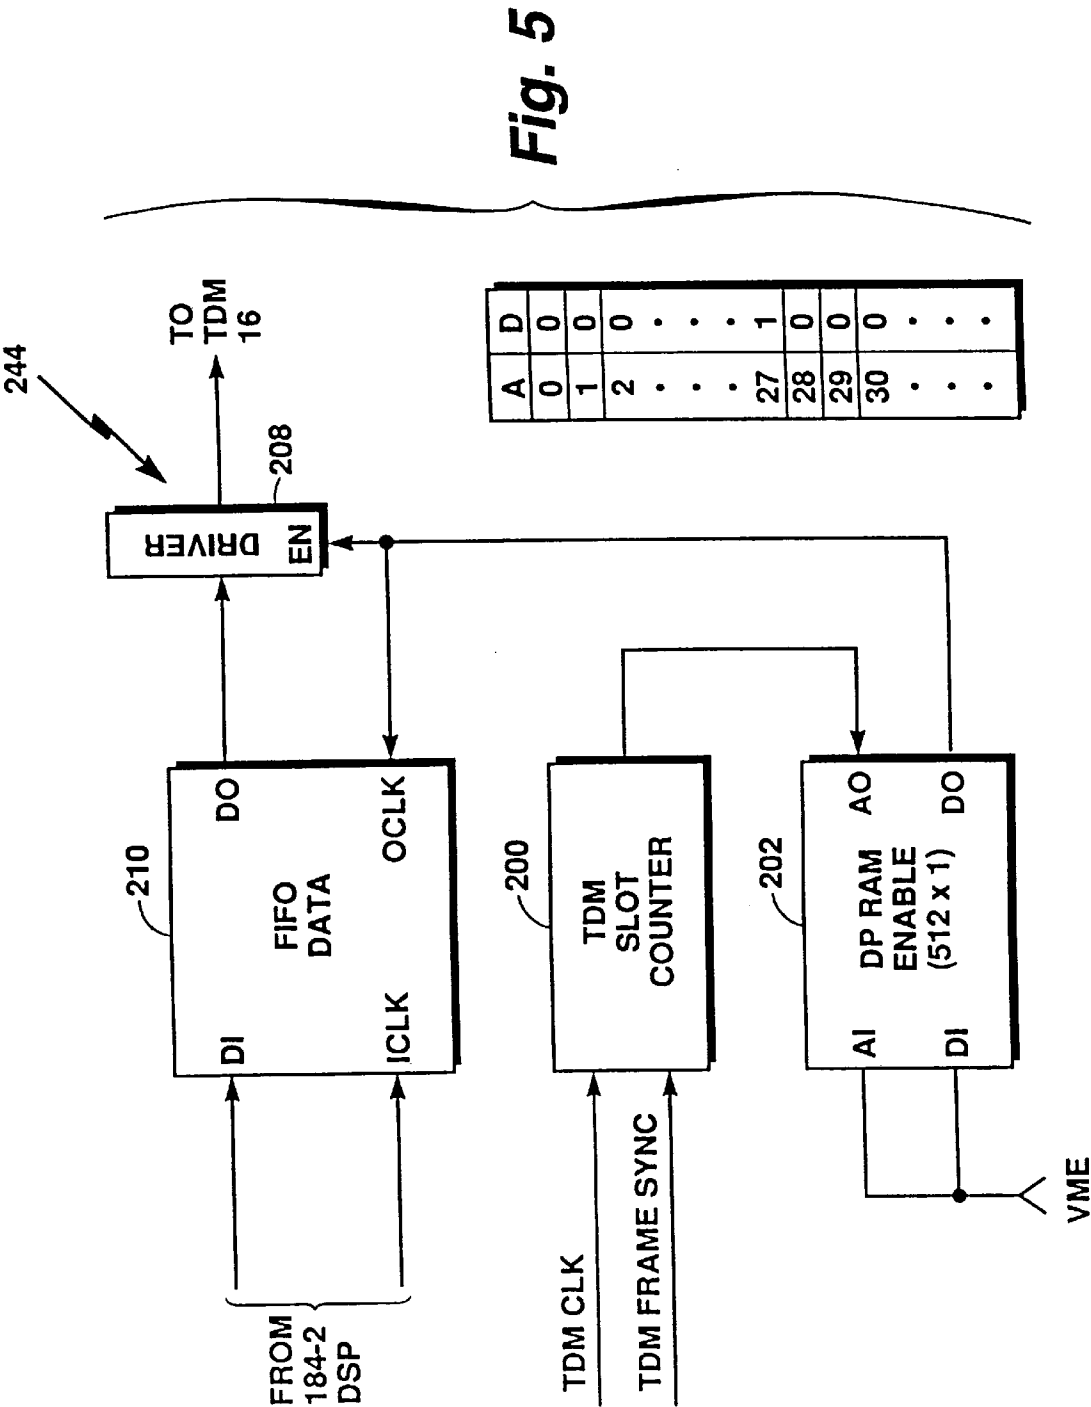 244
TO
TDM
16
208
DRIVER
EN
210
DI
DO
FIFO
DATA
ICLK
OCLK
FROM
184-2
DSP
200
TDM
SLOT
COUNTER
TDM CLK
TDM FRAME SYNC
202
AI
AO
DP RAM
ENABLE
(512 x 1)
DI
DO
VME
A D
0 0
1 0
2 0
. .
. .
. .
27 1
28 0
29 0
30 0
. .
. .
. .
Fig. 5